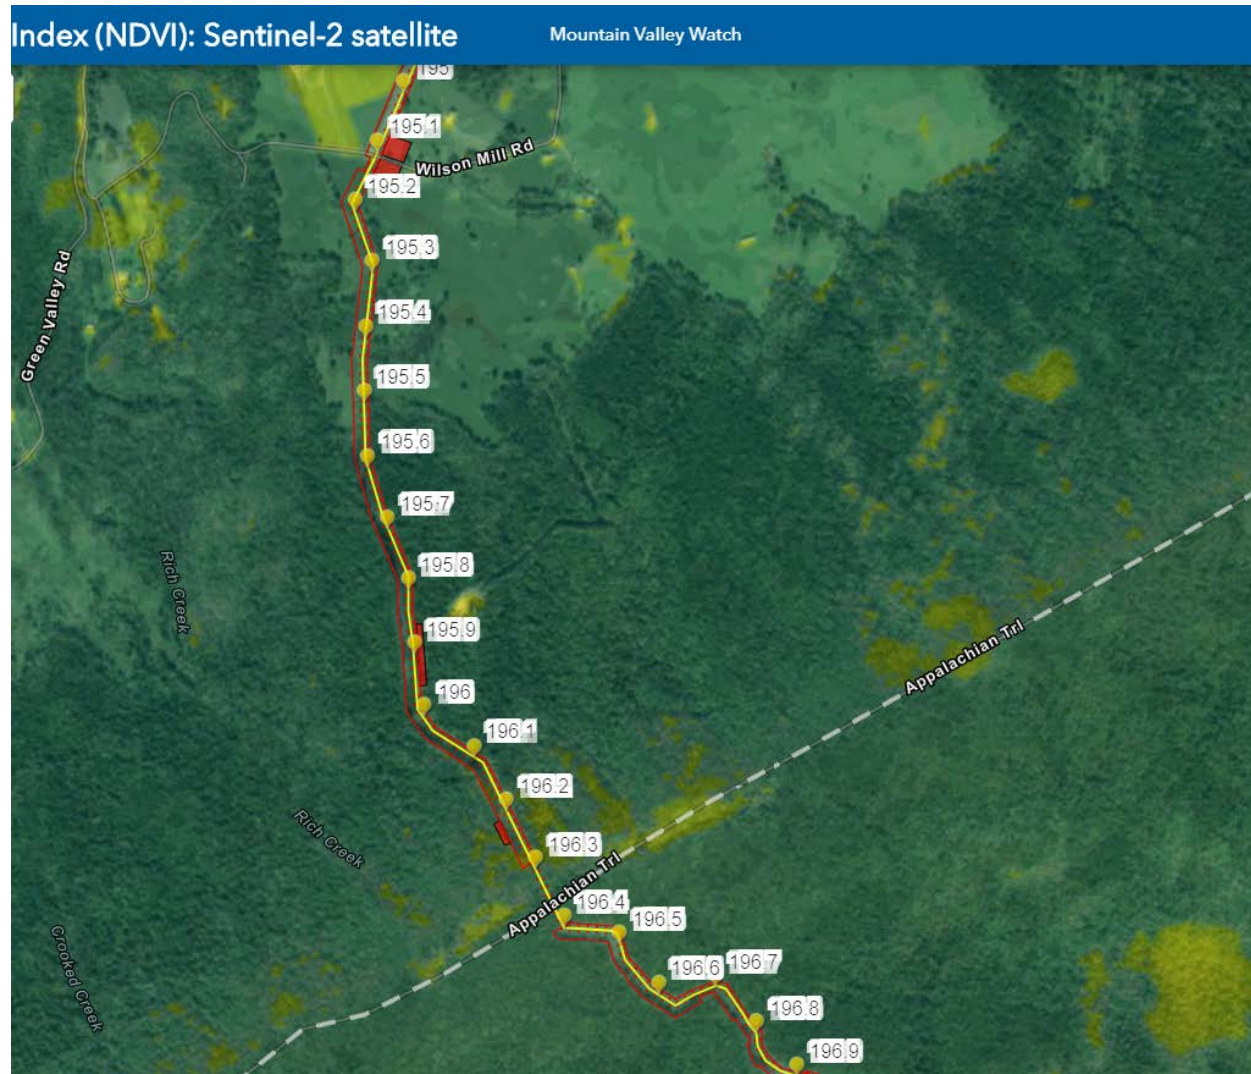 Index (NDVI): Sentinel-2 satellite
Mountain Valley Watch
195
195.1
Wilson Mill Rd
195.2
195.3
Green Valley Rd
195.4
195.5
195.6
195.7
195.8
Rich Creek
195.9
196
Appalachian Trl
196.1
196.2
Rich Creek
196.3
Appalachian Trl
196.4
196.5
196.6
196.7
Crooked Creek
196.8
196.9